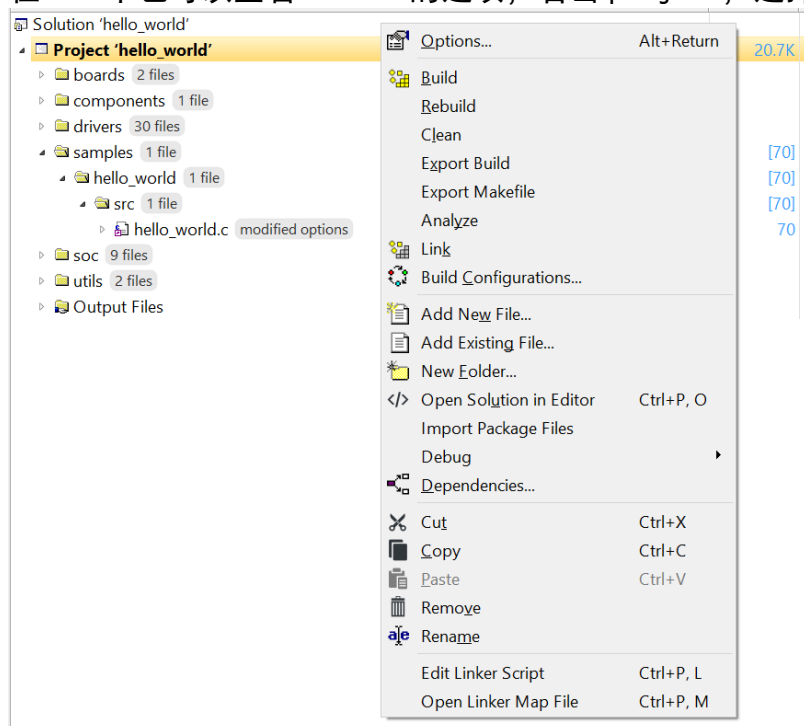 Solution 'hello_world'
Project 'hello_world' 20.7K
boards 2 files
components 1 file
drivers 30 files
samples 1 file [70]
hello_world 1 file [70]
src 1 file [70]
hello_world.c modified options 70
soc 9 files
utils 2 files
Output Files
Options... Alt+Return
Build
Rebuild
Clean
Export Build
Export Makefile
Analyze
Link
Build Configurations...
Add New File...
Add Existing File...
New Folder...
Open Solution in Editor Ctrl+P, O
Import Package Files
Debug
Dependencies...
Cut Ctrl+X
Copy Ctrl+C
Paste Ctrl+V
Remove
Rename
Edit Linker Script Ctrl+P, L
Open Linker Map File Ctrl+P, M